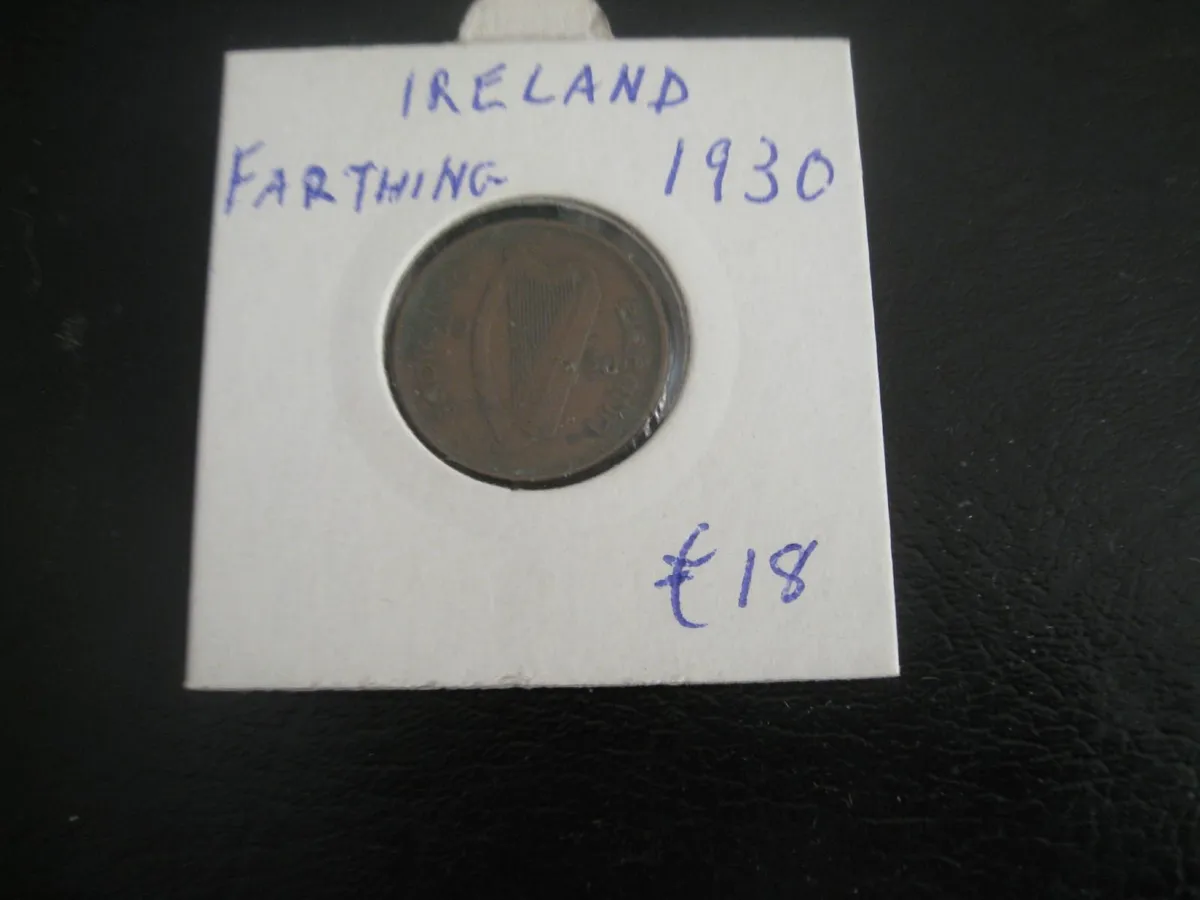 IRELAND
FARTHING 1930
€18